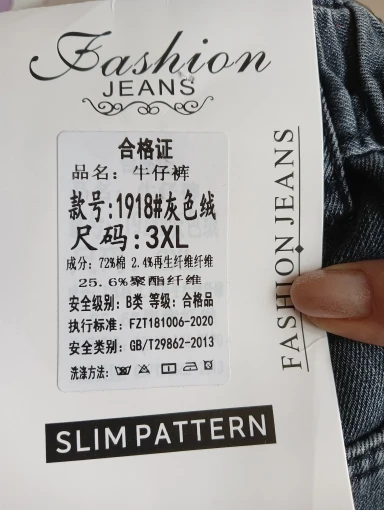 Fashion
JEANS
合格证
品名: 牛仔裤
款号:1918#灰色绒
尺码:3XL
成分: 72%棉 2.4%再生纤维纤维
25.6%聚酯纤维
安全级别: B类 等级: 合格品
执行标准: FZT181006-2020
安全类别: GB/T29862-2013
洗涤方法:
SLIM PATTERN
FASHION JEANS